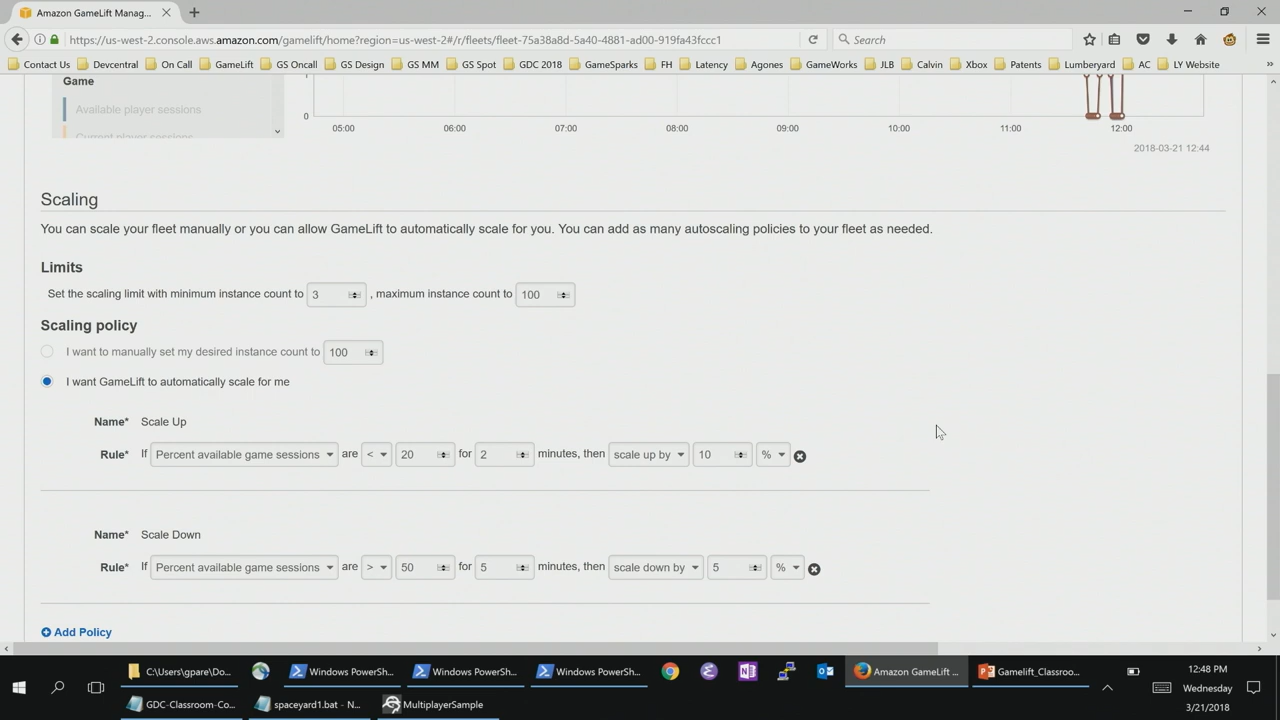 Amazon GameLift Manag...
https://us-west-2.console.aws.amazon.com/gamelift/home?region=us-west-2#/r/fleets/fleet-75a38a8d-5a40-4881-ad00-919fa43fccc1
Search
Contact Us Devcentral On Call GameLift GS Oncall GS Design GS MM GS Spot GDC 2018 GameSparks FH Latency Agones GameWorks JLB Calvin Xbox Patents Lumberyard AC LY Website
Game
Available player sessions
Current player sessions
0
05:00 06:00 07:00 08:00 09:00 10:00 11:00 12:00
2018-03-21 12:44
Scaling
You can scale your fleet manually or you can allow GameLift to automatically scale for you. You can add as many autoscaling policies to your fleet as needed.
Limits
Set the scaling limit with minimum instance count to 3 , maximum instance count to 100
Scaling policy
I want to manually set my desired instance count to 100
I want GameLift to automatically scale for me
Name* Scale Up
Rule* If Percent available game sessions are < 20 for 2 minutes, then scale up by 10 %
Name* Scale Down
Rule* If Percent available game sessions are > 50 for 5 minutes, then scale down by 5 %
Add Policy
C:\Users\gpare\Do... Windows PowerSh... Windows PowerSh... Windows PowerSh... Amazon GameLift ... Gamelift_Classroo...
12:48 PM
Wednesday
3/21/2018
GDC-Classroom-Co... spaceyard1.bat - N... MultiplayerSample